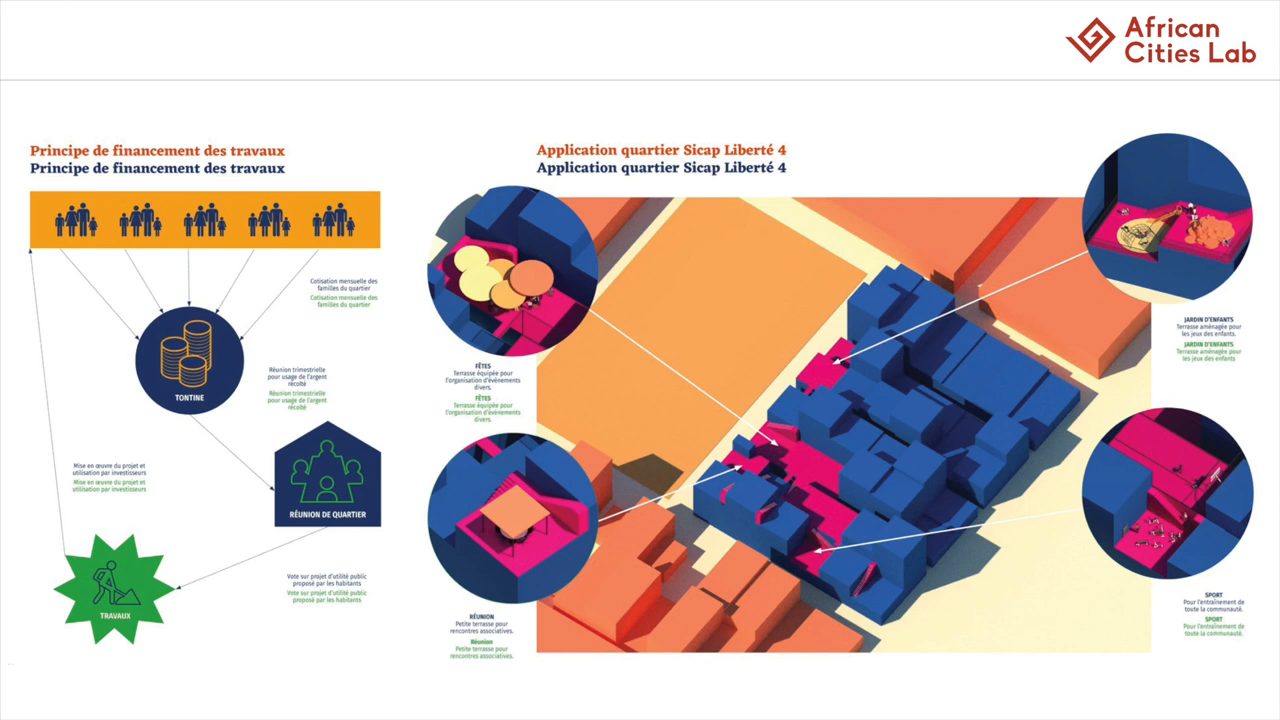 African
Cities Lab
Principe de financement des travaux
Principe de financement des travaux
Cotisation mensuelle des
familles du quartier
Cotisation mensuelle des
familles du quartier
TONTINE
Réunion trimestrielle
pour usage de l'argent
récolté
Réunion trimestrielle
pour usage de l'argent
récolté
RÉUNION DE QUARTIER
Mise en œuvre du projet et
utilisation par investisseurs
Mise en œuvre du projet et
utilisation par investisseurs
TRAVAUX
Vote sur projet d'utilité public
proposé par les habitants
Vote sur projet d'utilité public
proposé par les habitants
Application quartier Sicap Liberté 4
Application quartier Sicap Liberté 4
FÊTES
Terrasse équipée pour
l'organisation d'évènements
divers.
FÊTES
Terrasse équipée pour
l'organisation d'évènements
divers.
RÉUNION
Petite terrasse pour
rencontres associatives.
Réunion
Petite terrasse pour
rencontres associatives.
JARDIN D'ENFANTS
Terrasse aménagée pour
les jeux des enfants.
JARDIN D'ENFANTS
Terrasse aménagée pour
les jeux des enfants
SPORT
Pour l'entraînement de
toute la communauté.
SPORT
Pour l'entraînement de
toute la communauté.